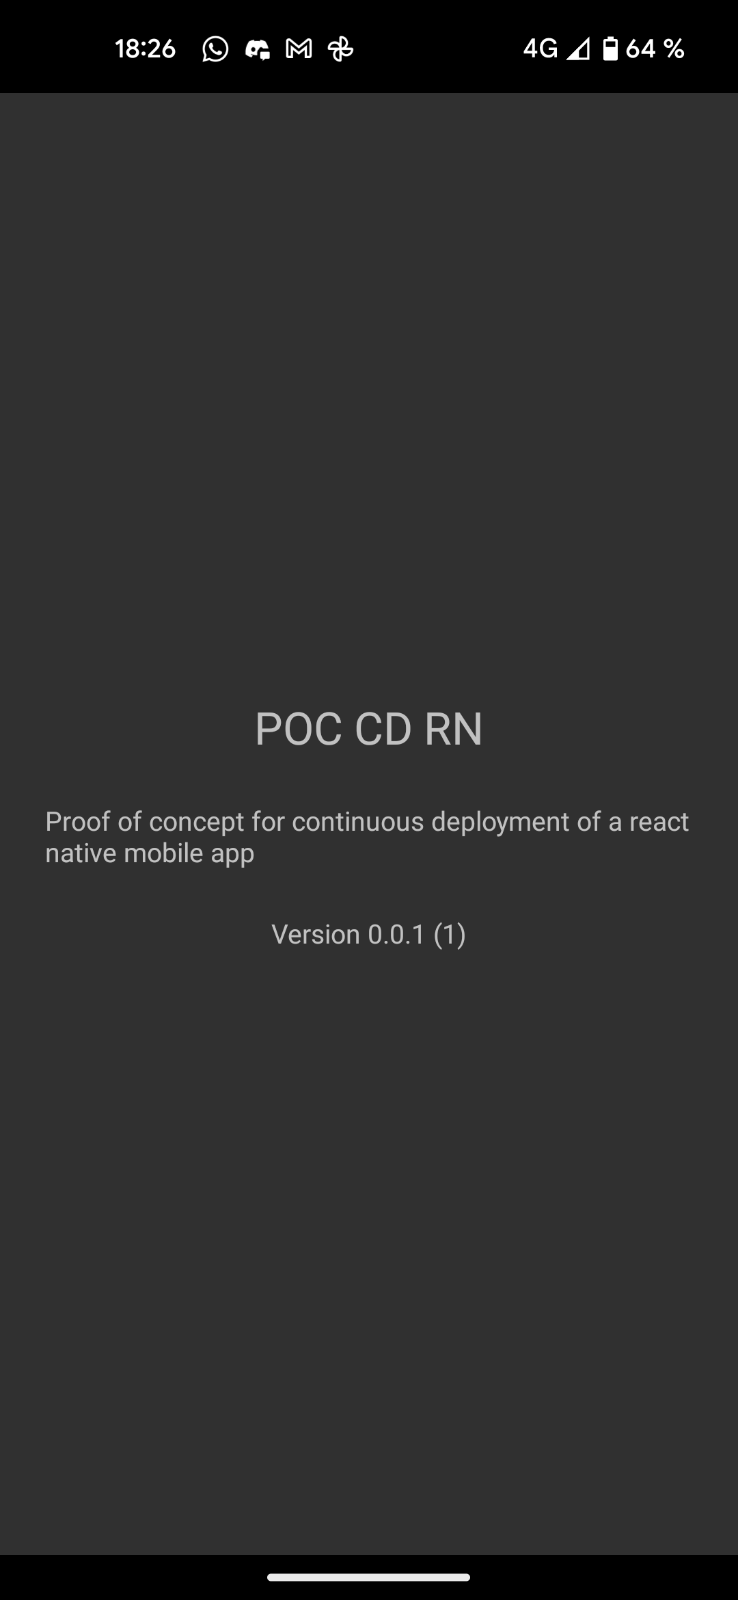 18:26 4G 64 %
POC CD RN
Proof of concept for continuous deployment of a react
native mobile app
Version 0.0.1 (1)